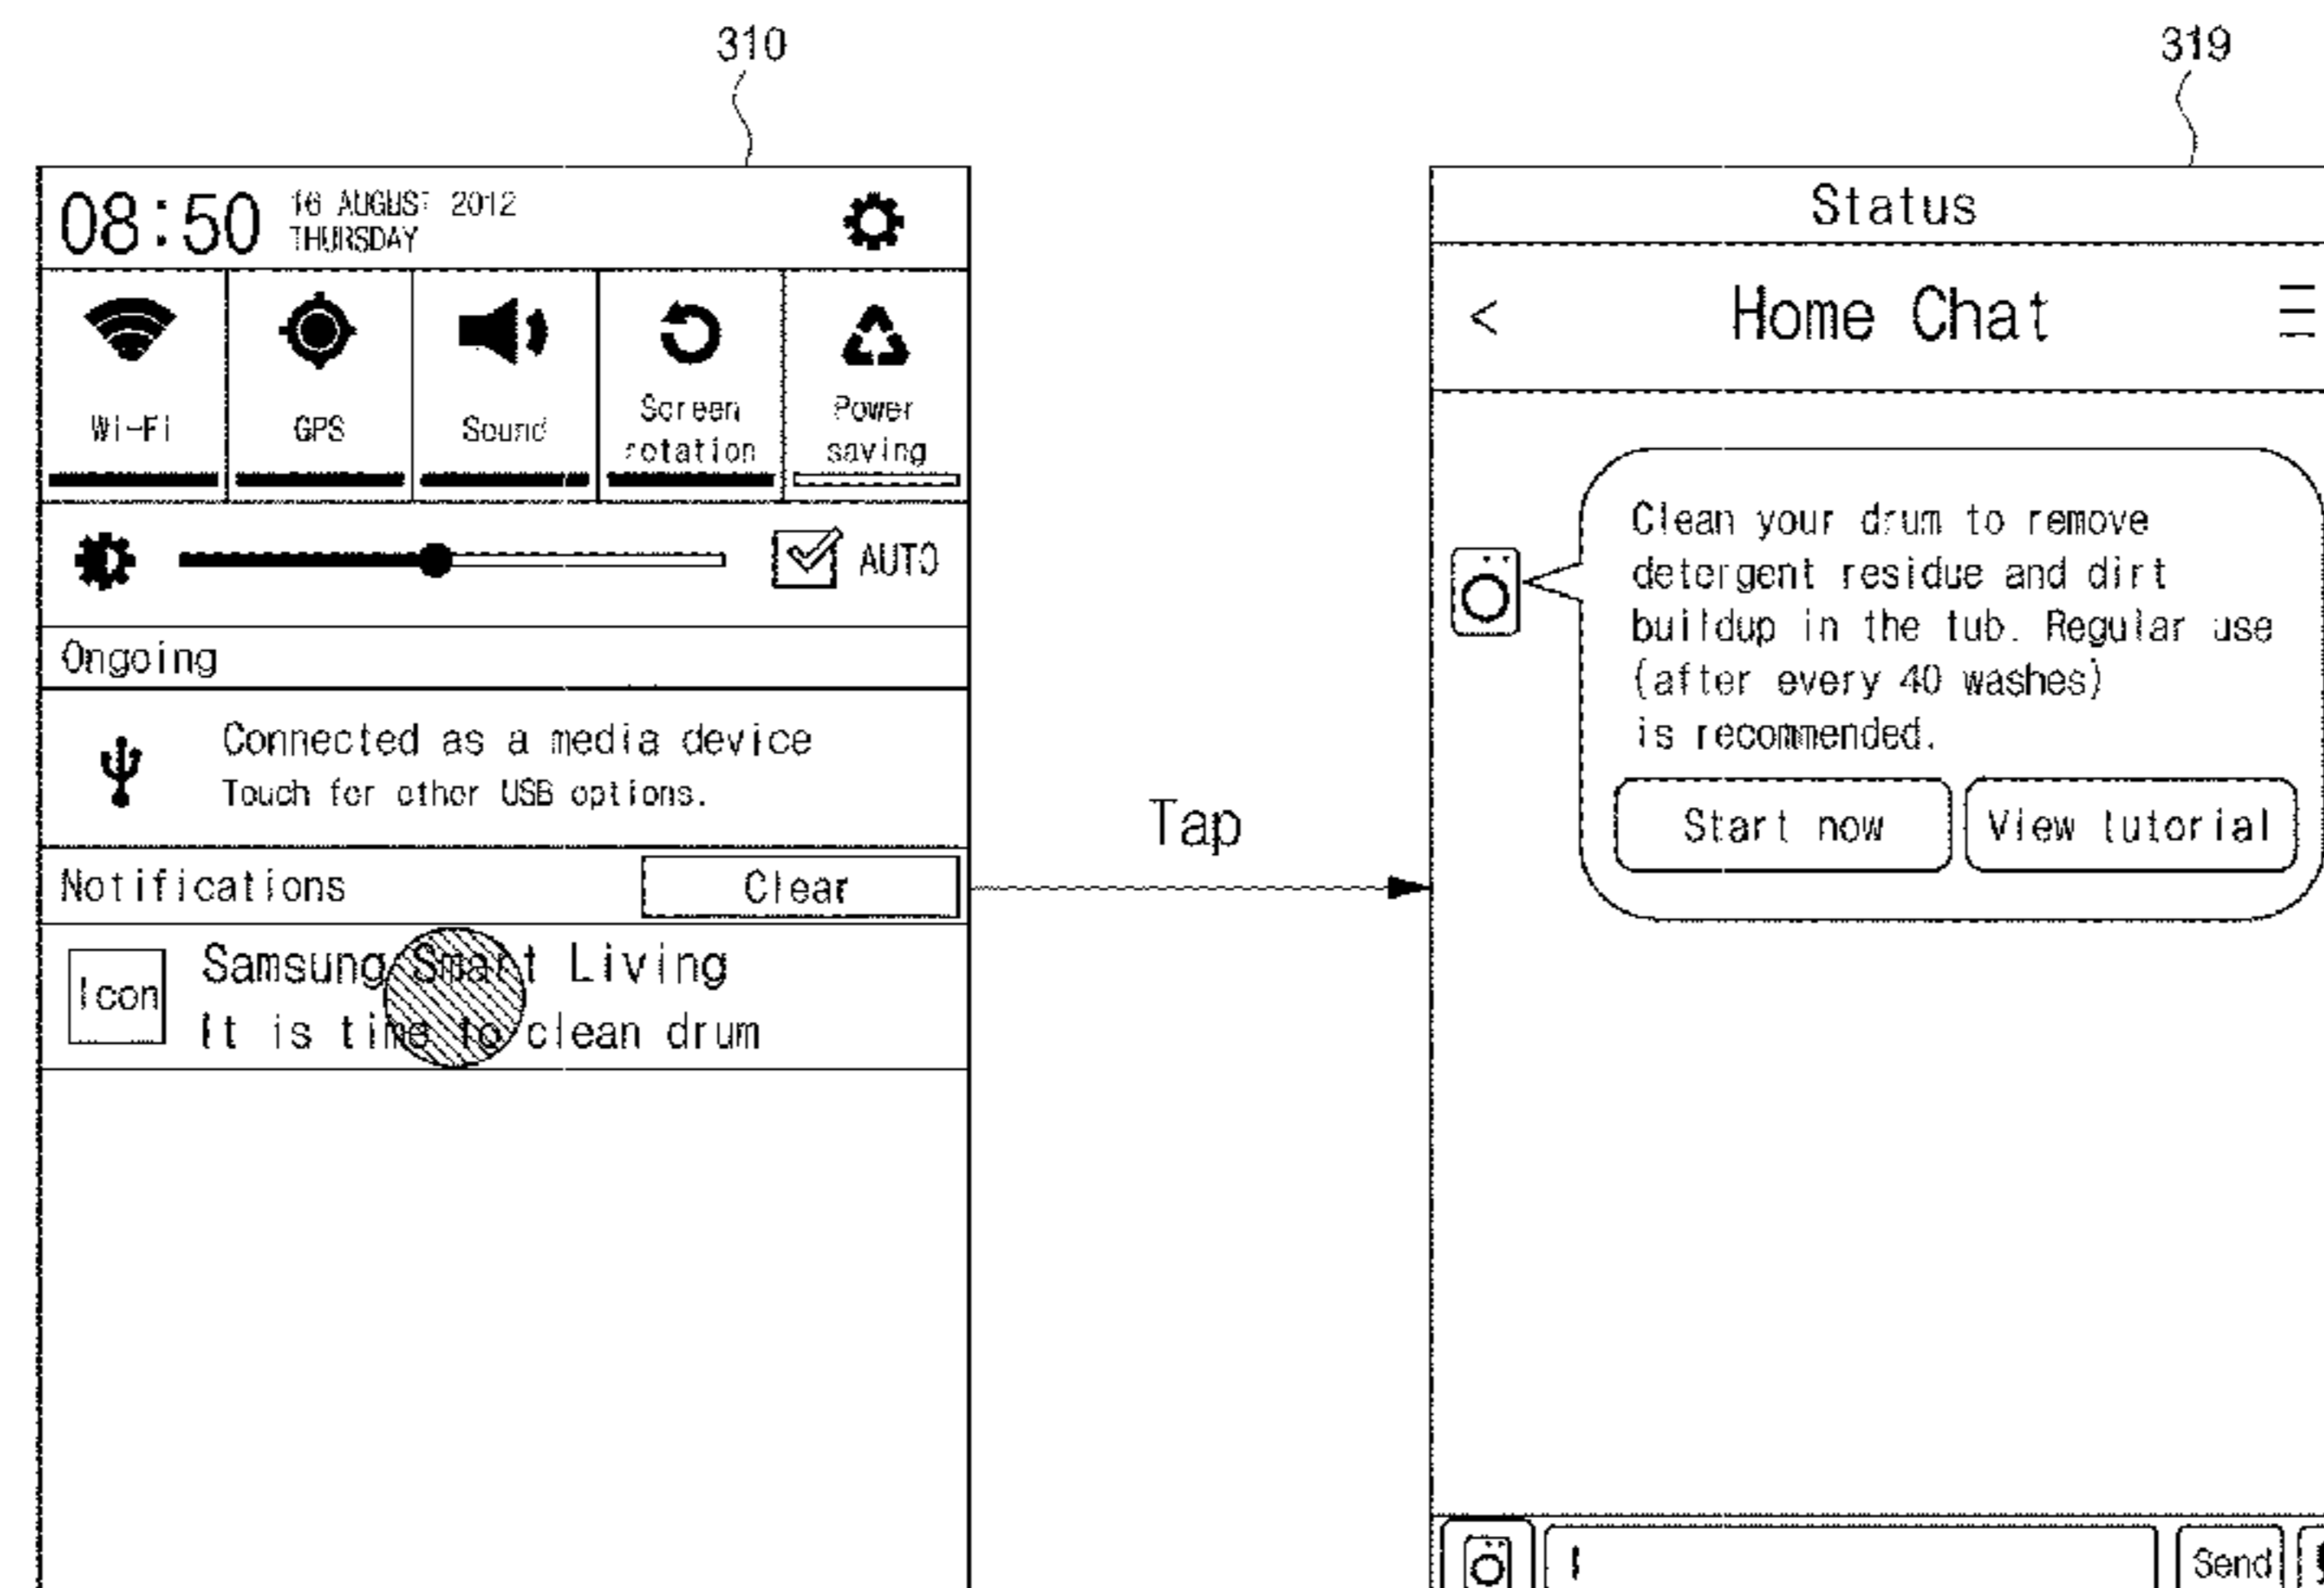 310
08:50
16 AUGUST 2012
THURSDAY
Wi-Fi
GPS
Sound
Screen
rotation
Power
saving
AUTO
Ongoing
Connected as a media device
Touch for other USB options.
Notifications
Clear
Icon
Samsung Smart Living
It is time to clean drum
Tap
319
Status
< Home Chat
Clean your drum to remove
detergent residue and dirt
buildup in the tub. Regular use
(after every 40 washes)
is recommended.
Start now
View tutorial
Send